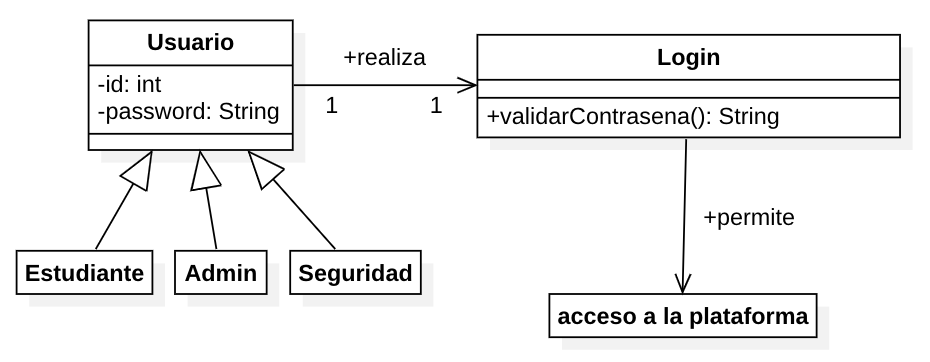 Usuario
-id: int
-password: String
+realiza
1
1
Login
+validarContrasena(): String
Estudiante
Admin
Seguridad
+permite
acceso a la plataforma